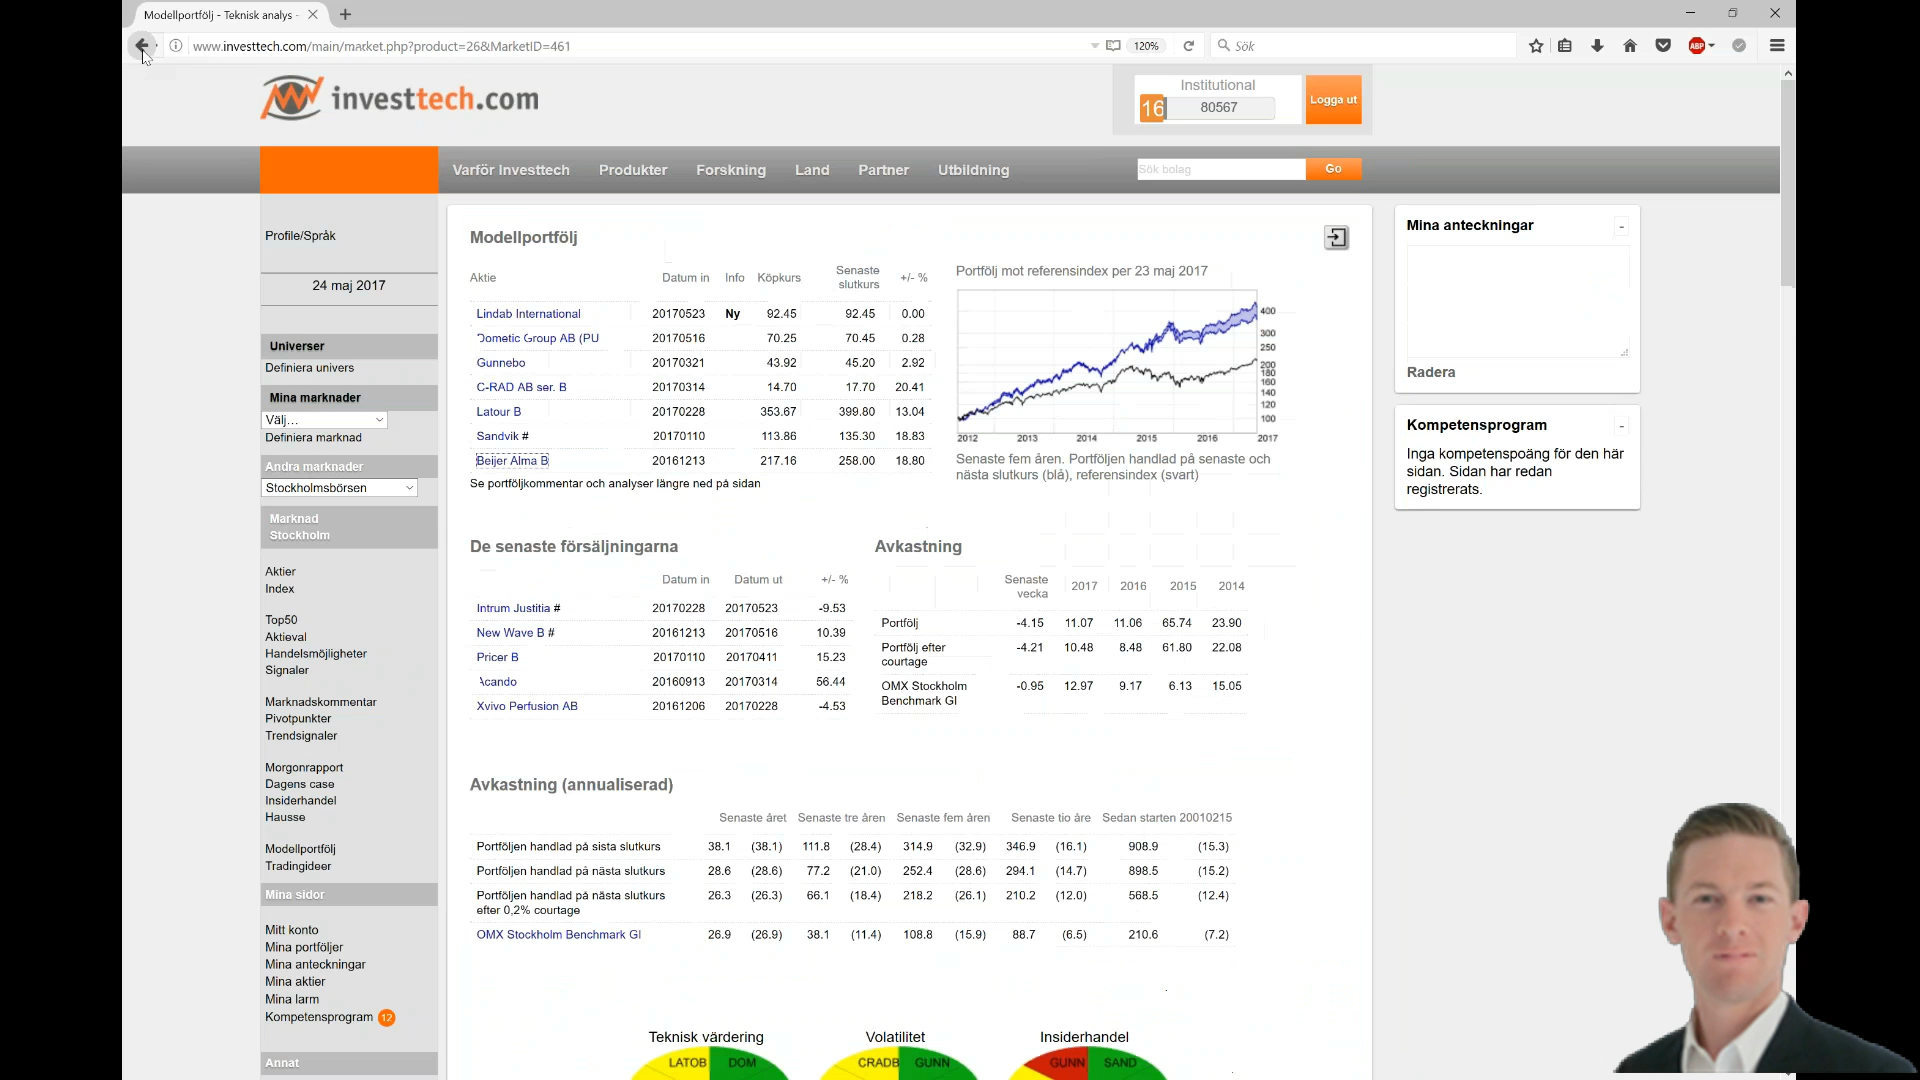 Modellportfölj - Teknisk analys -
www.investtech.com/main/market.php?product=26&MarketID=461
120%
Sök
ABP
investtech.com
Institutional
16
80567
Logga ut
Varför Investtech Produkter Forskning Land Partner Utbildning
Sök bolag
Go
Profile/Språk
24 maj 2017
Universer
Definiera univers
Mina marknader
Välj...
Definiera marknad
Andra marknader
Stockholmsbörsen
Marknad
Stockholm
Aktier
Index
Top50
Aktieval
Handelsmöjligheter
Signaler
Marknadskommentar
Pivotpunkter
Trendsignaler
Morgonrapport
Dagens case
Insiderhandel
Hausse
Modellportfölj
Tradingideer
Mina sidor
Mitt konto
Mina portföljer
Mina anteckningar
Mina aktier
Mina larm
Kompetensprogram 12
Annat
Modellportfölj
Aktie Datum in Info Köpkurs Senaste slutkurs +/- %
Lindab International 20170523 Ny 92.45 92.45 0.00
Dometic Group AB (PU 20170516 70.25 70.45 0.28
Gunnebo 20170321 43.92 45.20 2.92
C-RAD AB ser. B 20170314 14.70 17.70 20.41
Latour B 20170228 353.67 399.80 13.04
Sandvik # 20170110 113.86 135.30 18.83
Beijer Alma B 20161213 217.16 258.00 18.80
Se portföljkommentar och analyser längre ned på sidan
Portfölj mot referensindex per 23 maj 2017
400
300
250
200
180
160
140
120
100
2012 2013 2014 2015 2016 2017
Senaste fem åren. Portföljen handlad på senaste och
nästa slutkurs (blå), referensindex (svart)
De senaste försäljningarna
Datum in Datum ut +/- %
Intrum Justitia # 20170228 20170523 -9.53
New Wave B # 20161213 20170516 10.39
Pricer B 20170110 20170411 15.23
Acando 20160913 20170314 56.44
Xvivo Perfusion AB 20161206 20170228 -4.53
Avkastning
Senaste vecka 2017 2016 2015 2014
Portfölj -4.15 11.07 11.06 65.74 23.90
Portfölj efter courtage -4.21 10.48 8.48 61.80 22.08
OMX Stockholm Benchmark GI -0.95 12.97 9.17 6.13 15.05
Avkastning (annualiserad)
Senaste året Senaste tre åren Senaste fem åren Senaste tio åre Sedan starten 20010215
Portföljen handlad på sista slutkurs 38.1 (38.1) 111.8 (28.4) 314.9 (32.9) 346.9 (16.1) 908.9 (15.3)
Portföljen handlad på nästa slutkurs 28.6 (28.6) 77.2 (21.0) 252.4 (28.6) 294.1 (14.7) 898.5 (15.2)
Portföljen handlad på nästa slutkurs 26.3 (26.3) 66.1 (18.4) 218.2 (26.1) 210.2 (12.0) 568.5 (12.4)
efter 0,2% courtage
OMX Stockholm Benchmark GI 26.9 (26.9) 38.1 (11.4) 108.8 (15.9) 88.7 (6.5) 210.6 (7.2)
Teknisk värdering Volatilitet Insiderhandel
LATOB DOM CRADB GUNN GUNN SAND
Mina anteckningar
-
Radera
Kompetensprogram
-
Inga kompetenspoäng för den här
sidan. Sidan har redan
registrerats.